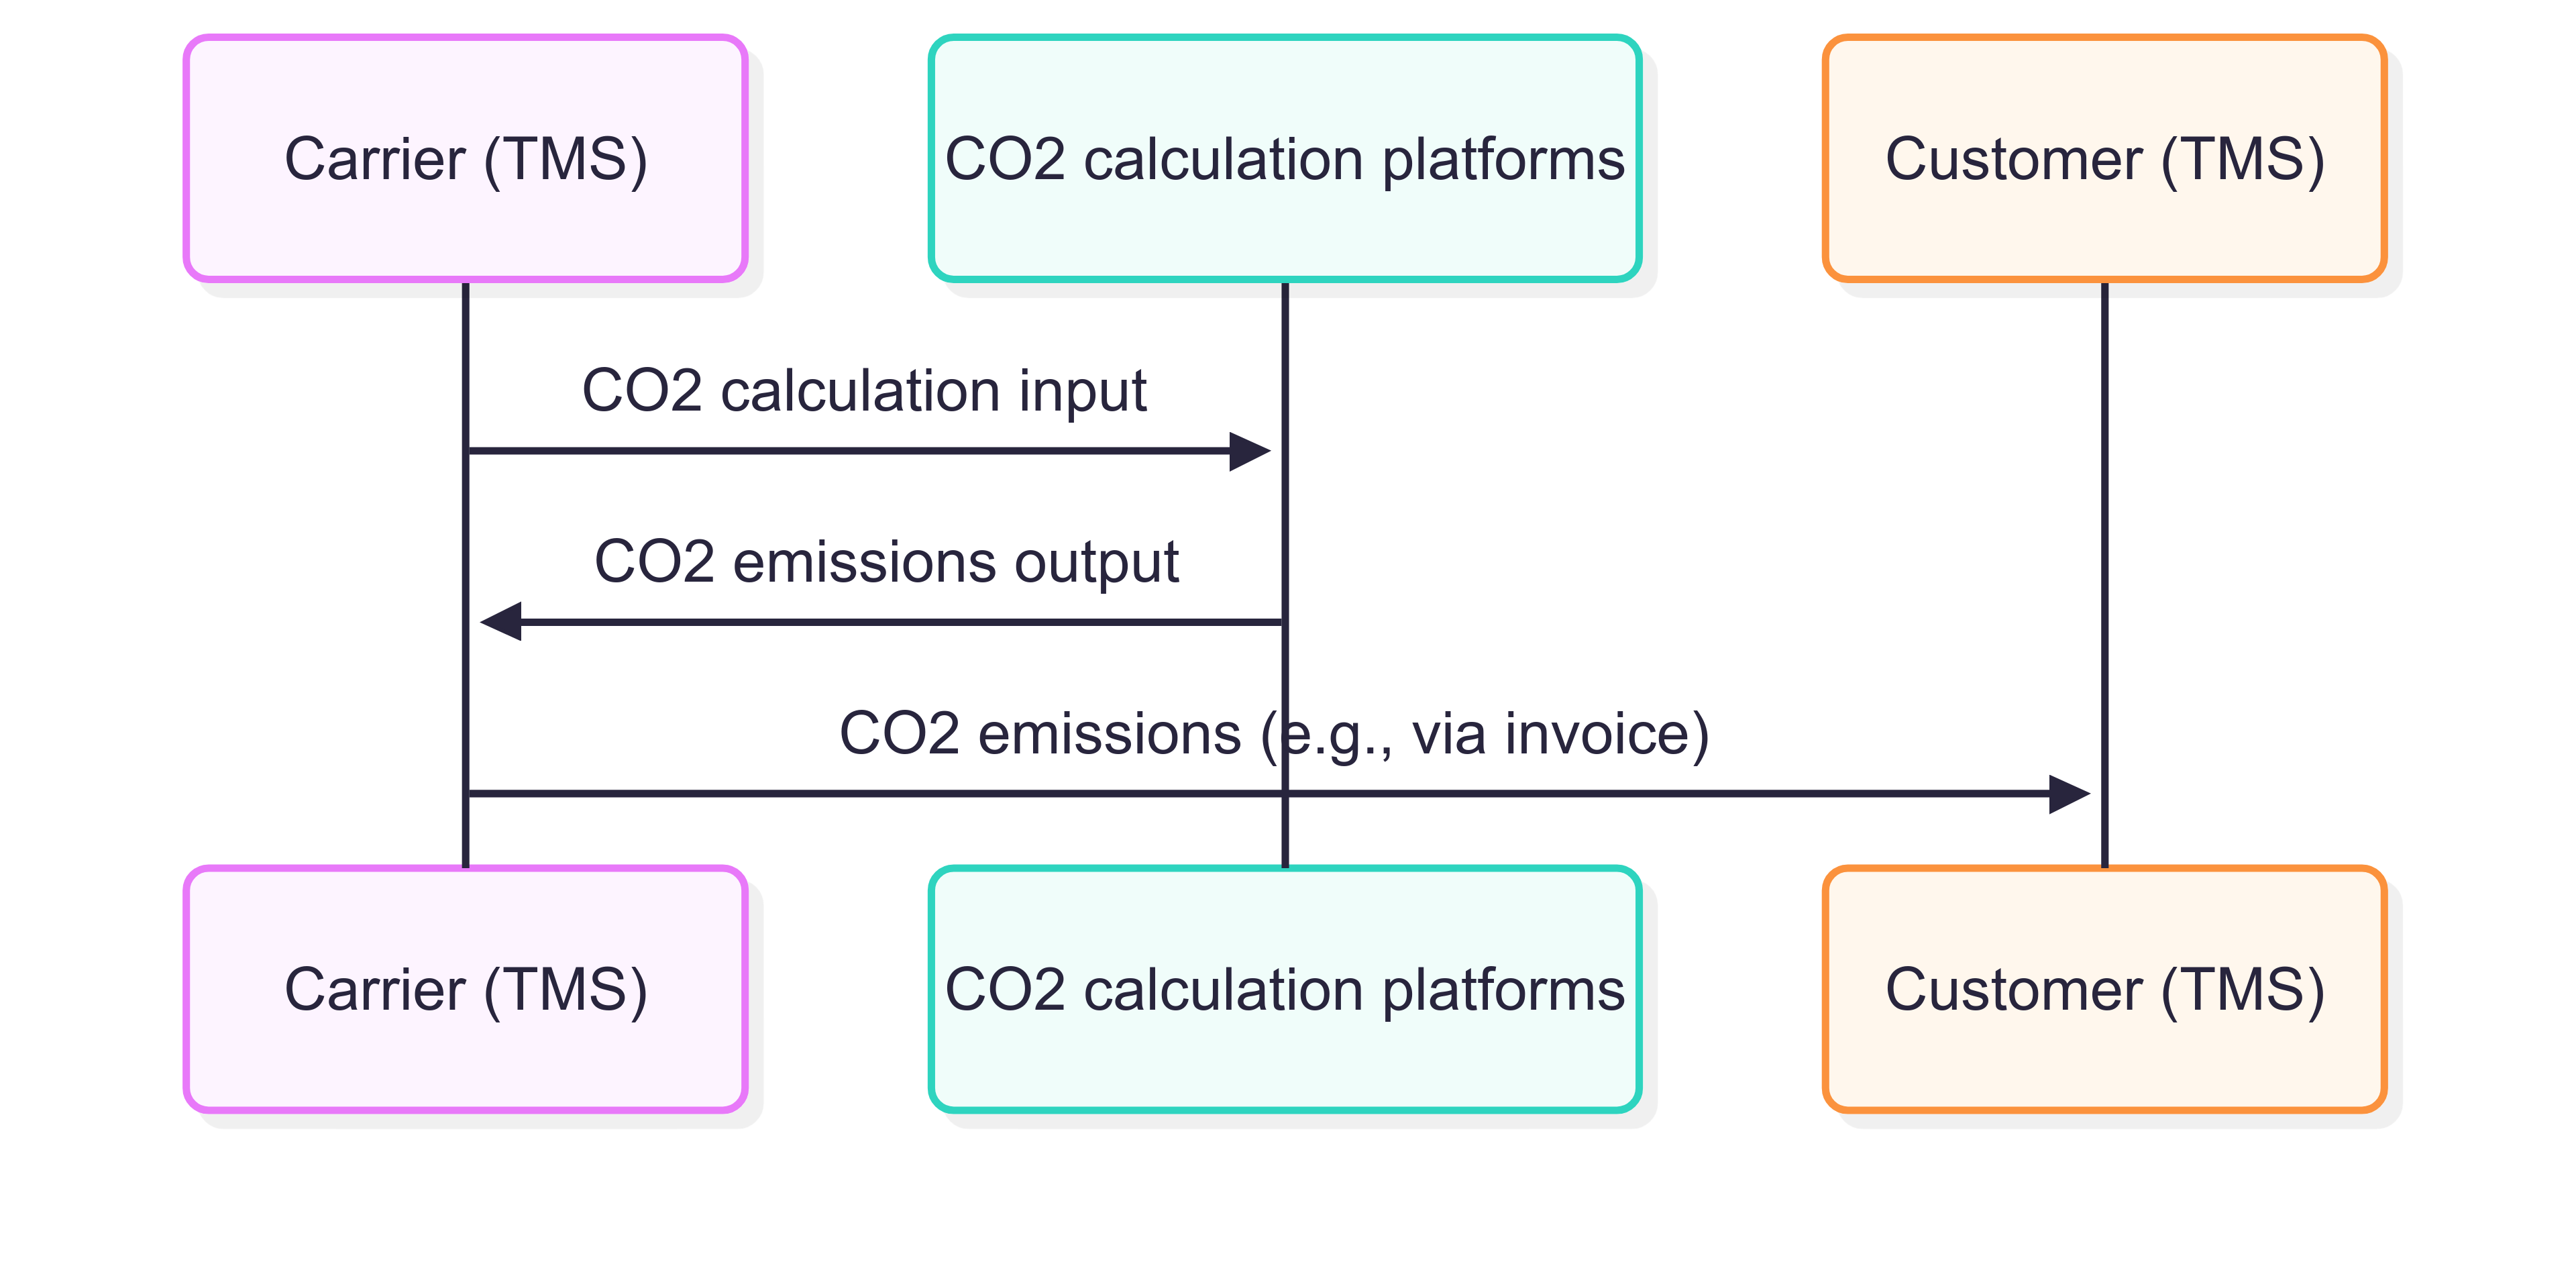 Carrier (TMS)
CO2 calculation platforms
Customer (TMS)
CO2 calculation input
CO2 emissions output
CO2 emissions (e.g., via invoice)
Carrier (TMS)
CO2 calculation platforms
Customer (TMS)